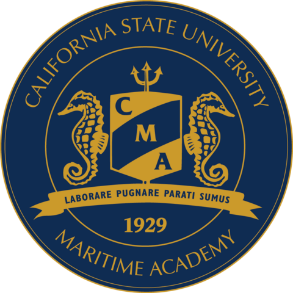 CALIFORNIA STATE UNIVERSITY
C
M
A
LABORARE PUGNARE PARATI SUMUS
1929
MARITIME ACADEMY